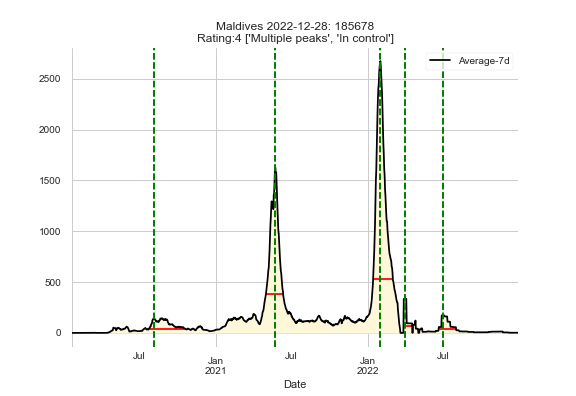 Maldives 2022-12-28: 185678
Rating:4 ['Multiple peaks', 'In control']
Average-7d
2500
2000
1500
1000
500
0
Jul
Jan
2021
Jul
Jan
2022
Jul
Date